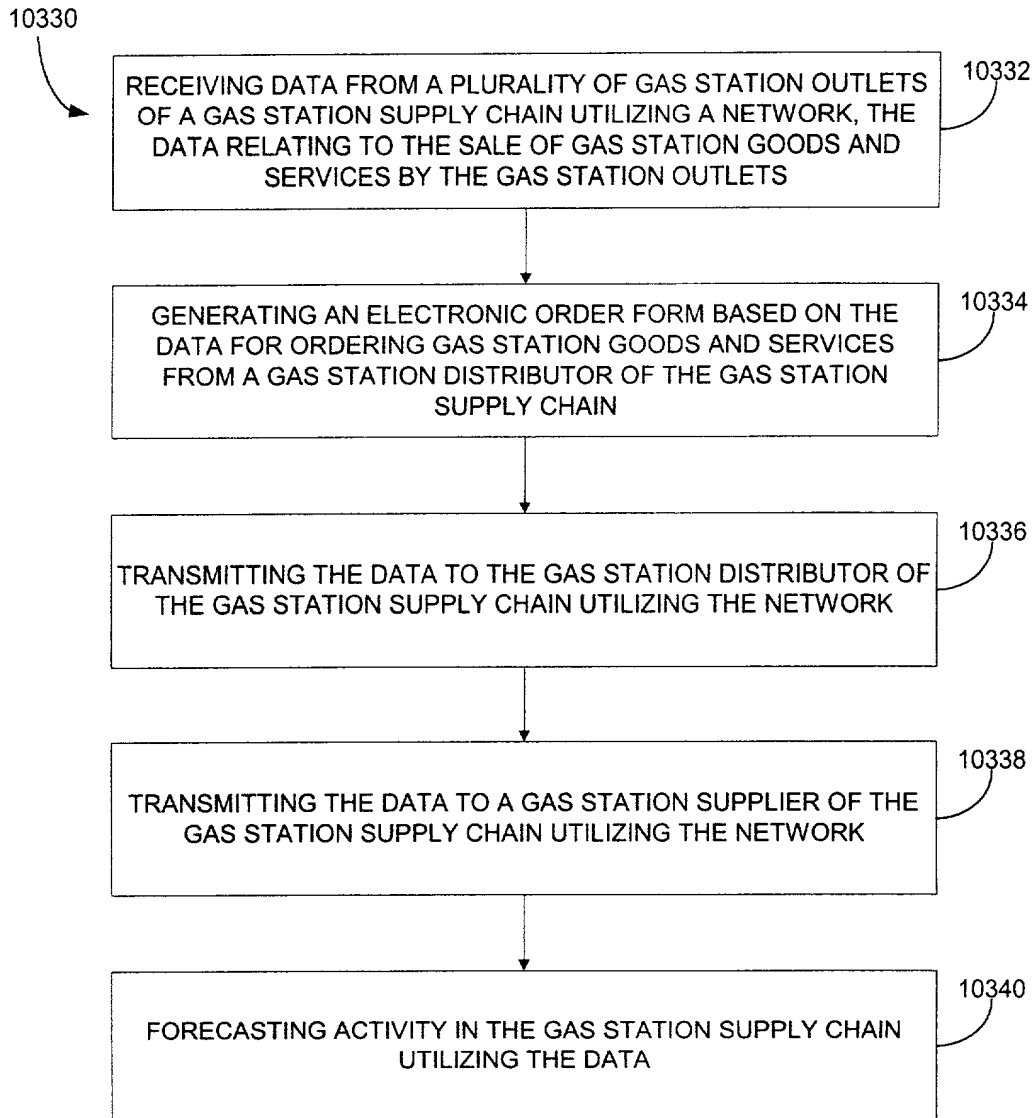 10330
RECEIVING DATA FROM A PLURALITY OF GAS STATION OUTLETS
OF A GAS STATION SUPPLY CHAIN UTILIZING A NETWORK, THE
DATA RELATING TO THE SALE OF GAS STATION GOODS AND
SERVICES BY THE GAS STATION OUTLETS
10332
GENERATING AN ELECTRONIC ORDER FORM BASED ON THE
DATA FOR ORDERING GAS STATION GOODS AND SERVICES
FROM A GAS STATION DISTRIBUTOR OF THE GAS STATION
SUPPLY CHAIN
10334
TRANSMITTING THE DATA TO THE GAS STATION DISTRIBUTOR OF
THE GAS STATION SUPPLY CHAIN UTILIZING THE NETWORK
10336
TRANSMITTING THE DATA TO A GAS STATION SUPPLIER OF THE
GAS STATION SUPPLY CHAIN UTILIZING THE NETWORK
10338
FORECASTING ACTIVITY IN THE GAS STATION SUPPLY CHAIN
UTILIZING THE DATA
10340